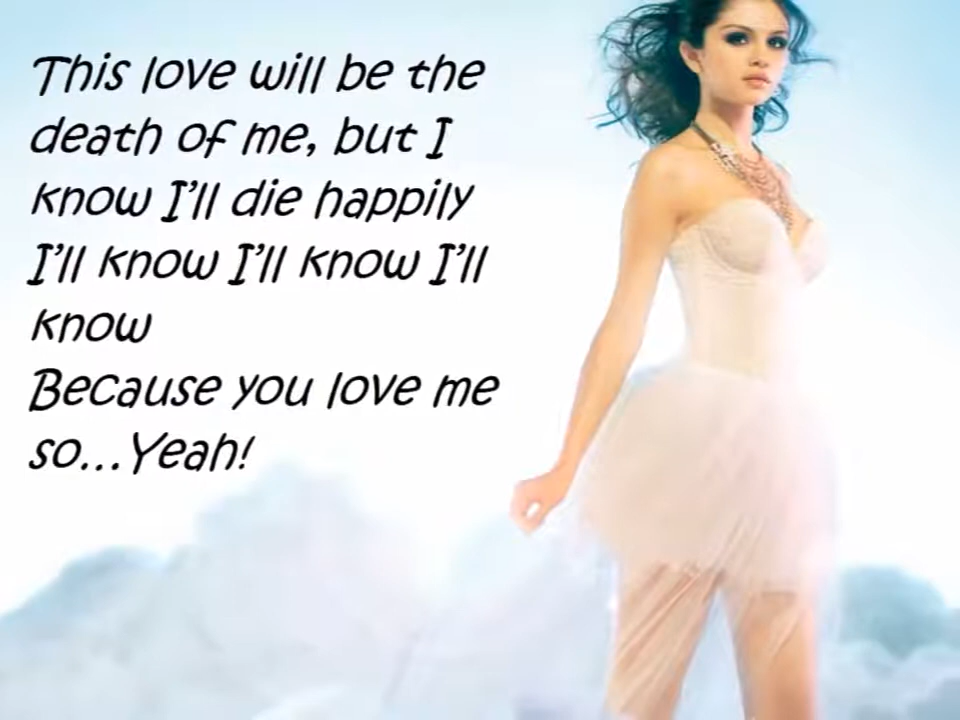 This love will be the
death of me, but I
know I'll die happily
I'll know I'll know I'll
know
Because you love me
so...Yeah!